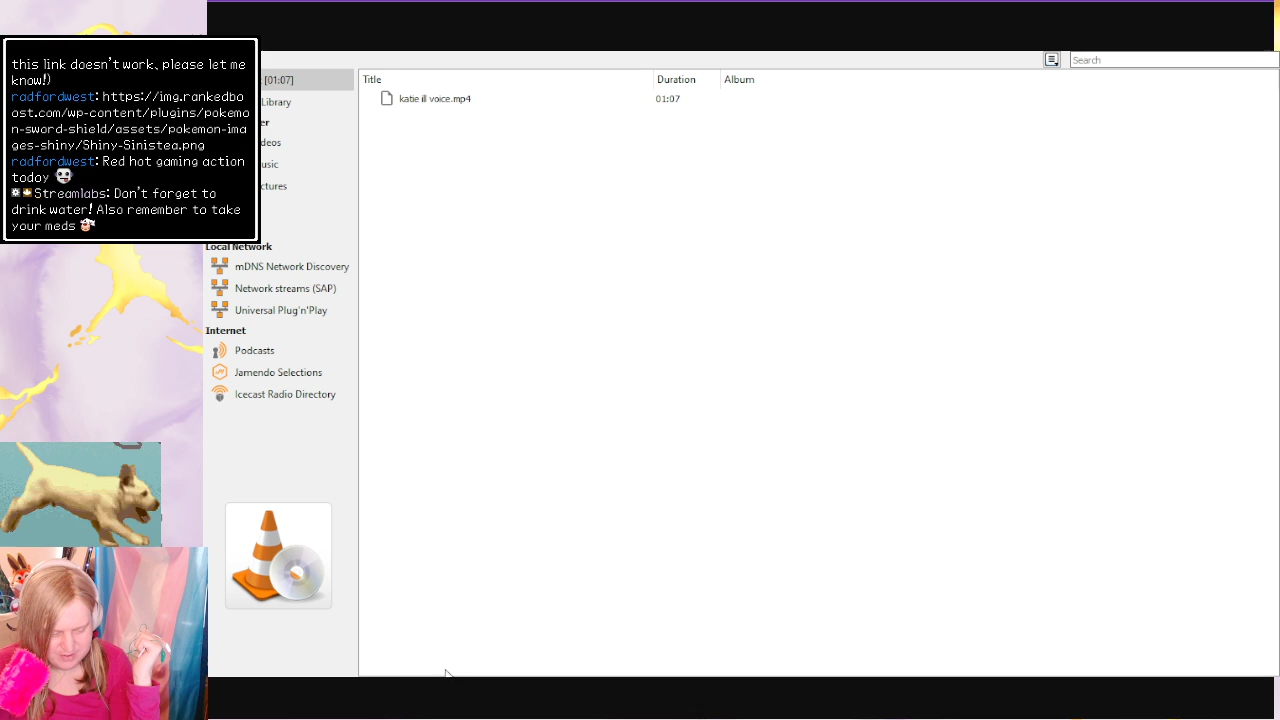 this link doesn't work, please let me
know!)
radfordwest: https://img.rankedbo
ost.com/wp-content/plugins/pokemo
n-sword-shield/assets/pokemon-ima
ges-shiny/Shiny-Sinistea.png
radfordwest: Red hot gaming action
today
Streamlabs: Don't forget to
drink water! Also remember to take
your meds
[01:07]
Library
er
deos
usic
ctures
Local Network
mDNS Network Discovery
Network streams (SAP)
Universal Plug'n'Play
Internet
Podcasts
Jamendo Selections
Icecast Radio Directory
Search
Title Duration Album
katie ill voice.mp4 01:07